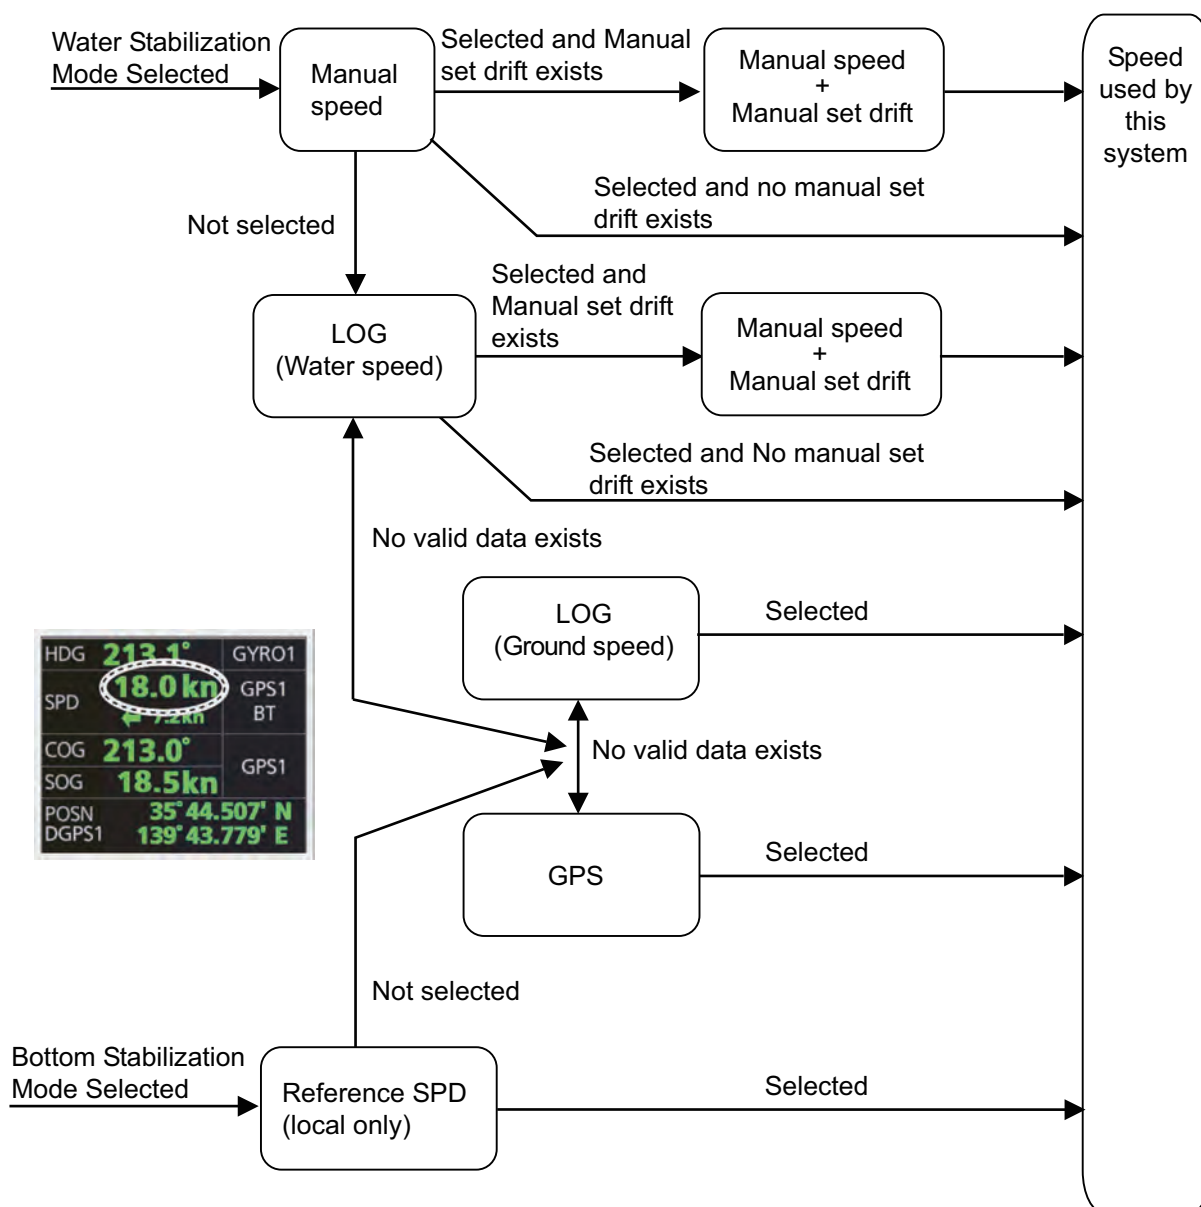 Water Stabilization
Mode Selected
Manual
speed
Selected and Manual
set drift exists
Manual speed
+
Manual set drift
Speed
used by
this
system
Selected and no manual set
drift exists
Not selected
Selected and
Manual set drift
exists
LOG
(Water speed)
Manual speed
+
Manual set drift
Selected and No manual set
drift exists
No valid data exists
LOG
(Ground speed)
Selected
HDG 213.1° GYRO1
SPD 18.0 kn GPS1
7.2kn BT
COG 213.0°
SOG 18.5kn GPS1
POSN 35°44.507' N
DGPS1 139°43.779' E
No valid data exists
GPS
Selected
Not selected
Bottom Stabilization
Mode Selected
Reference SPD
(local only)
Selected